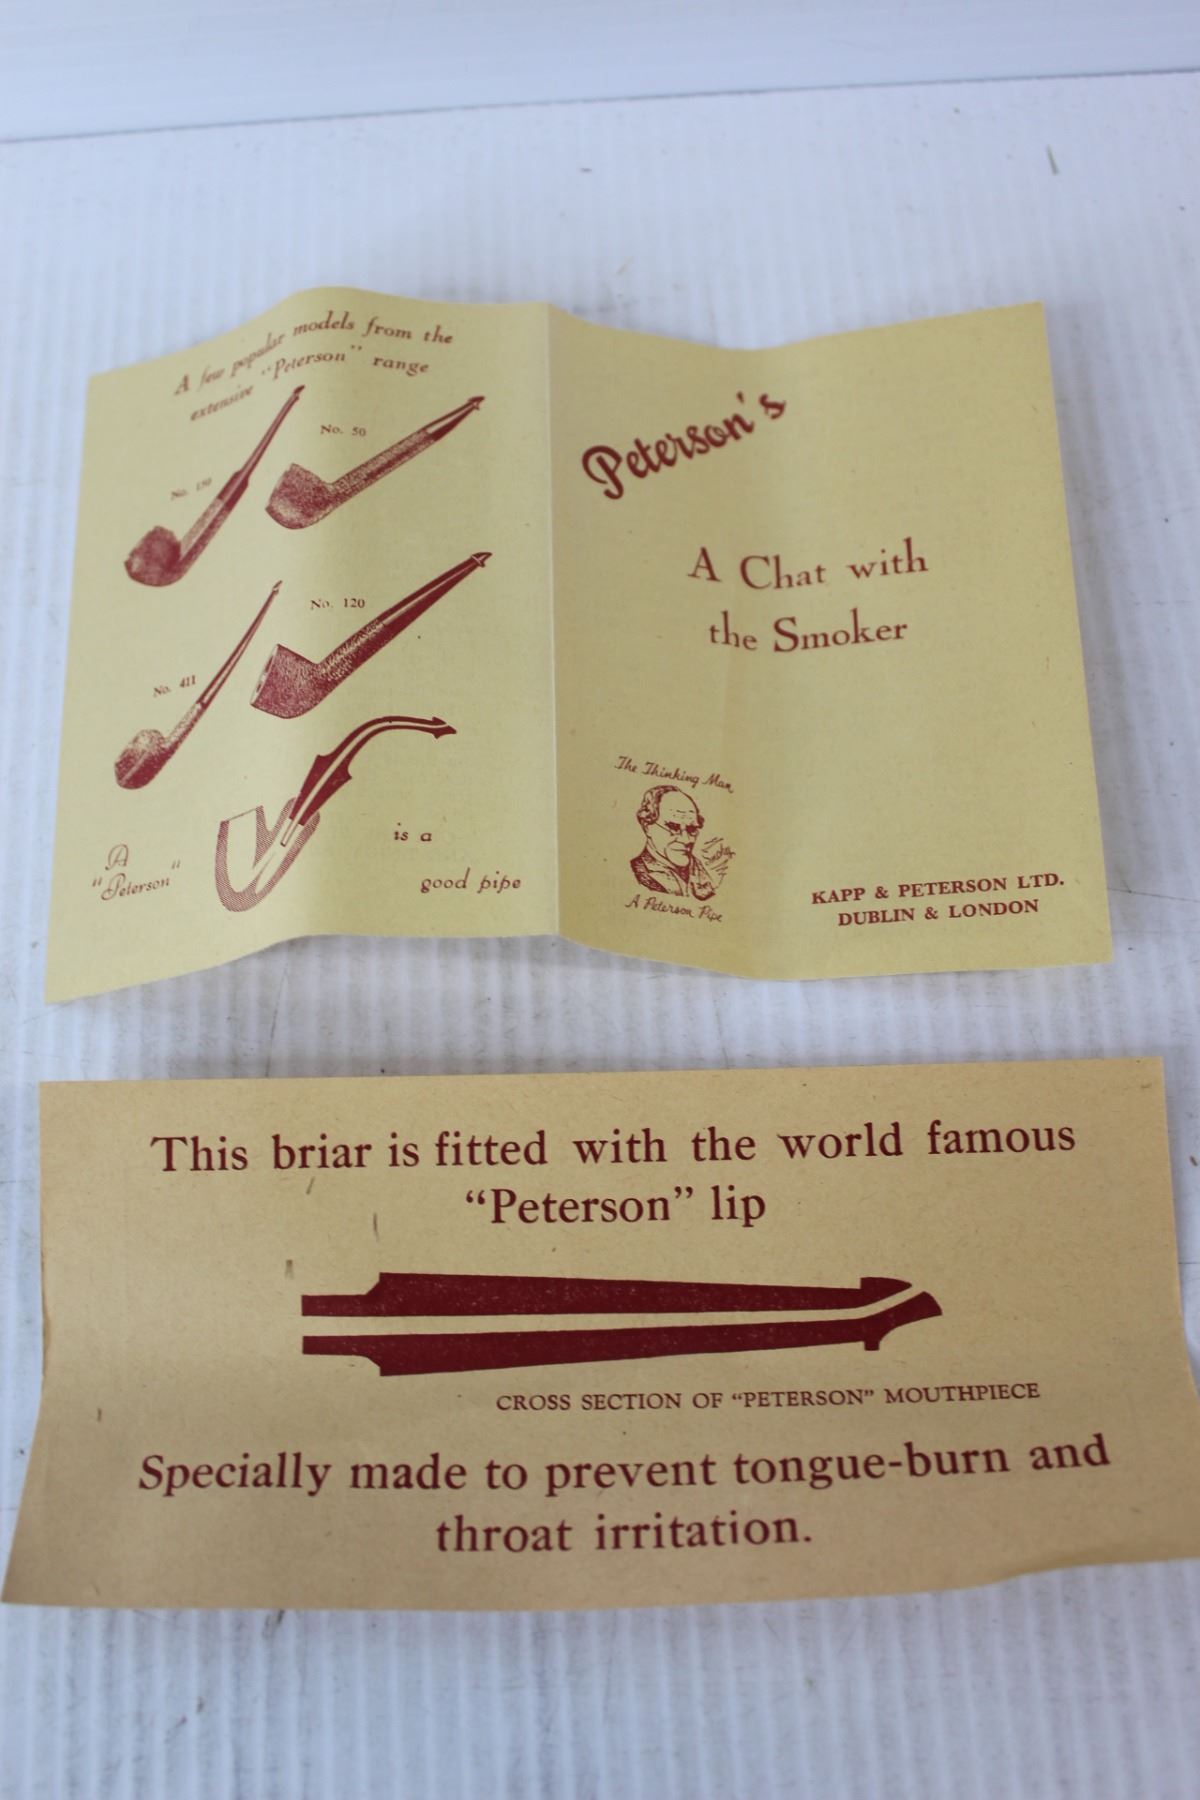 A few popular models from the
extensive "Peterson" range
No. 50
No. 150
No. 120
No. 411
A
"Peterson"
is a
good pipe
Peterson's
A Chat with
the Smoker
The Thinking Man
Smokes
A Peterson Pipe
KAPP & PETERSON LTD.
DUBLIN & LONDON
This briar is fitted with the world famous
“Peterson” lip
CROSS SECTION OF “PETERSON” MOUTHPIECE
Specially made to prevent tongue-burn and
throat irritation.